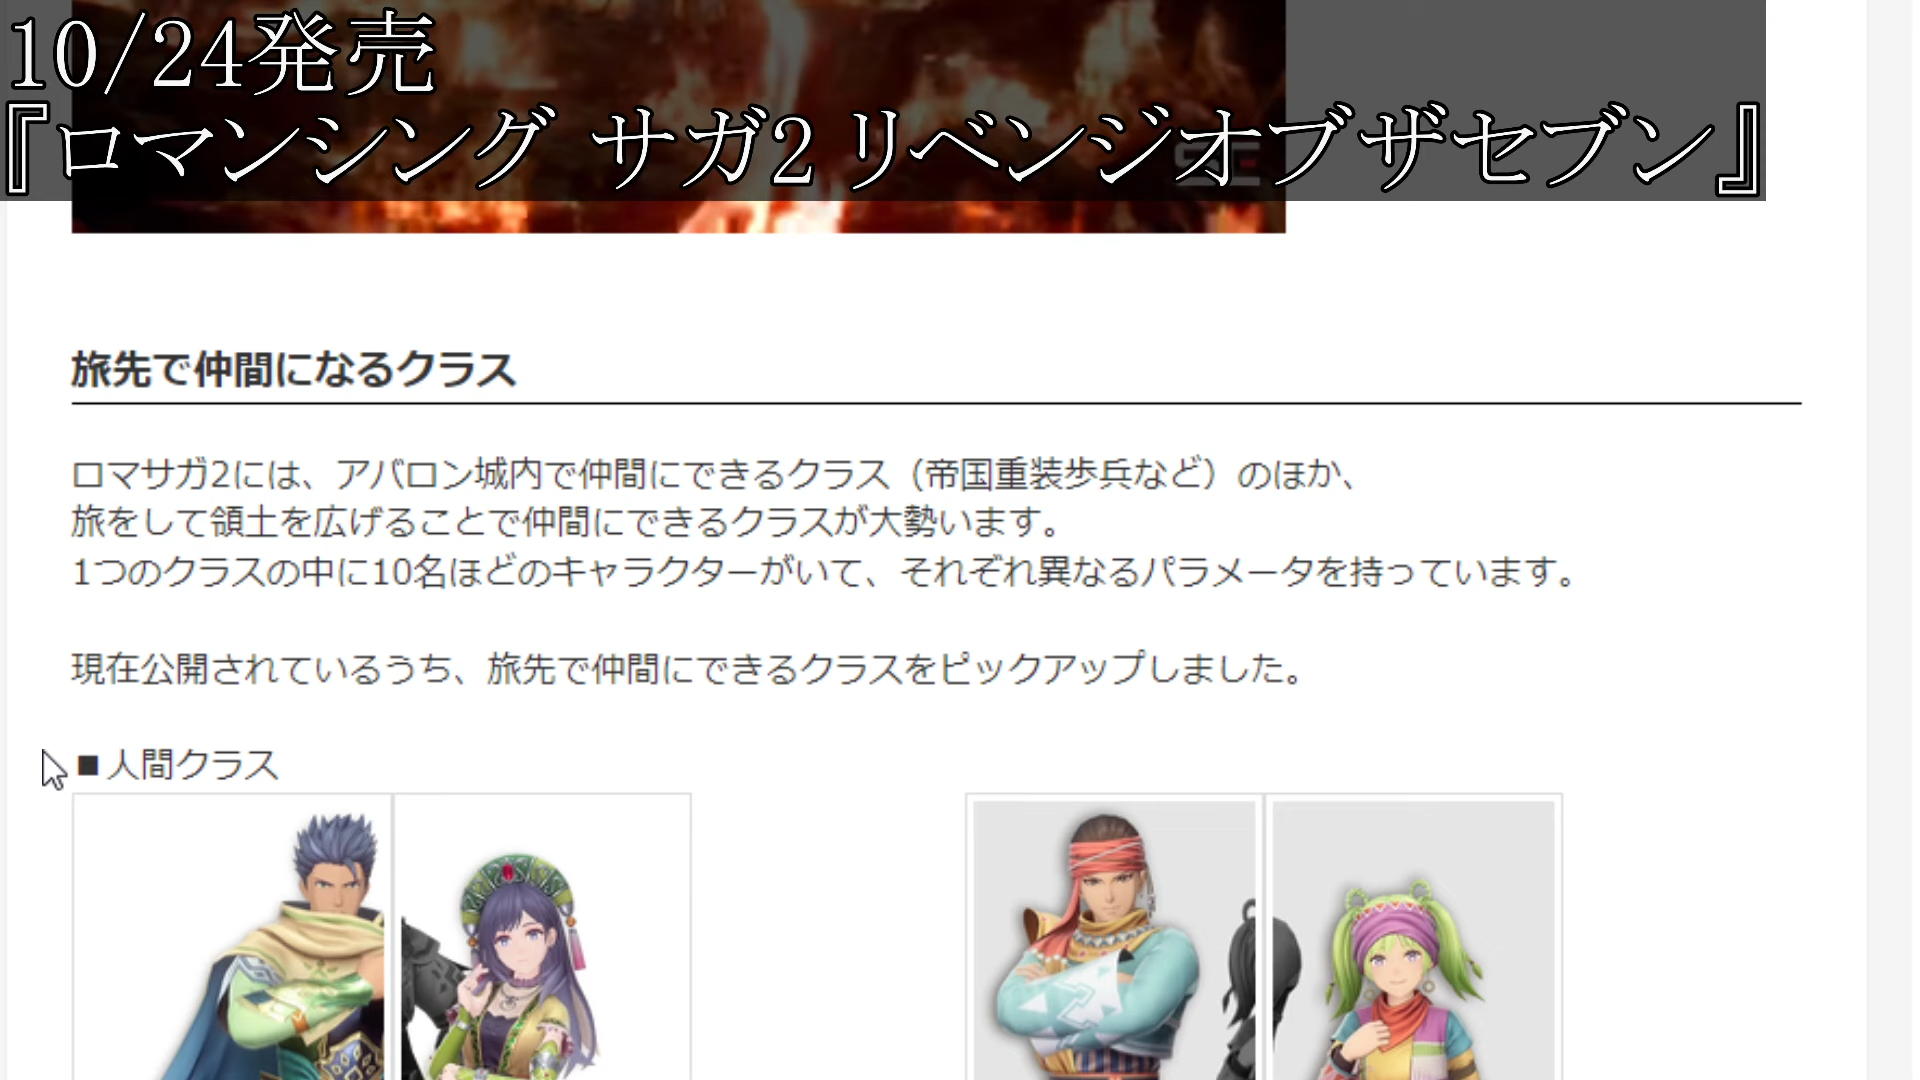 10/24発売
『ロマンシング サガ2 リベンジオブザセブン』
旅先で仲間になるクラス
ロマサガ2には、アバロン城内で仲間にできるクラス（帝国重装歩兵など）のほか、
旅をして領土を広げることで仲間にできるクラスが大勢います。
1つのクラスの中に10名ほどのキャラクターがいて、それぞれ異なるパラメータを持っています。
現在公開されているうち、旅先で仲間にできるクラスをピックアップしました。
■人間クラス